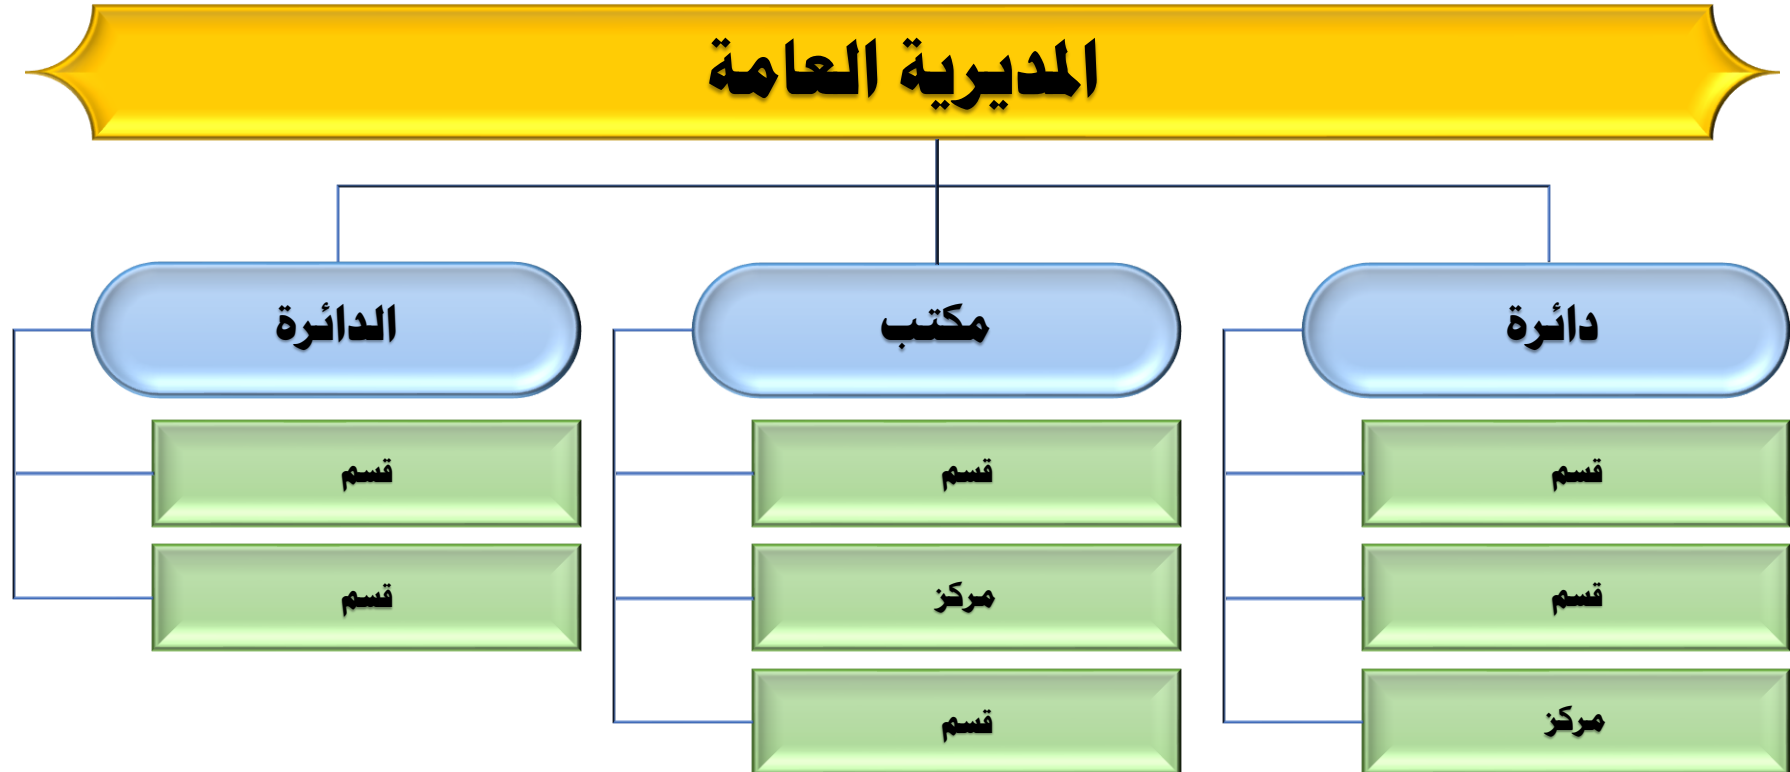 المديرية العامة
دائرة
قسم
قسم
مركز
مكتب
قسم
مركز
قسم
الدائرة
قسم
قسم